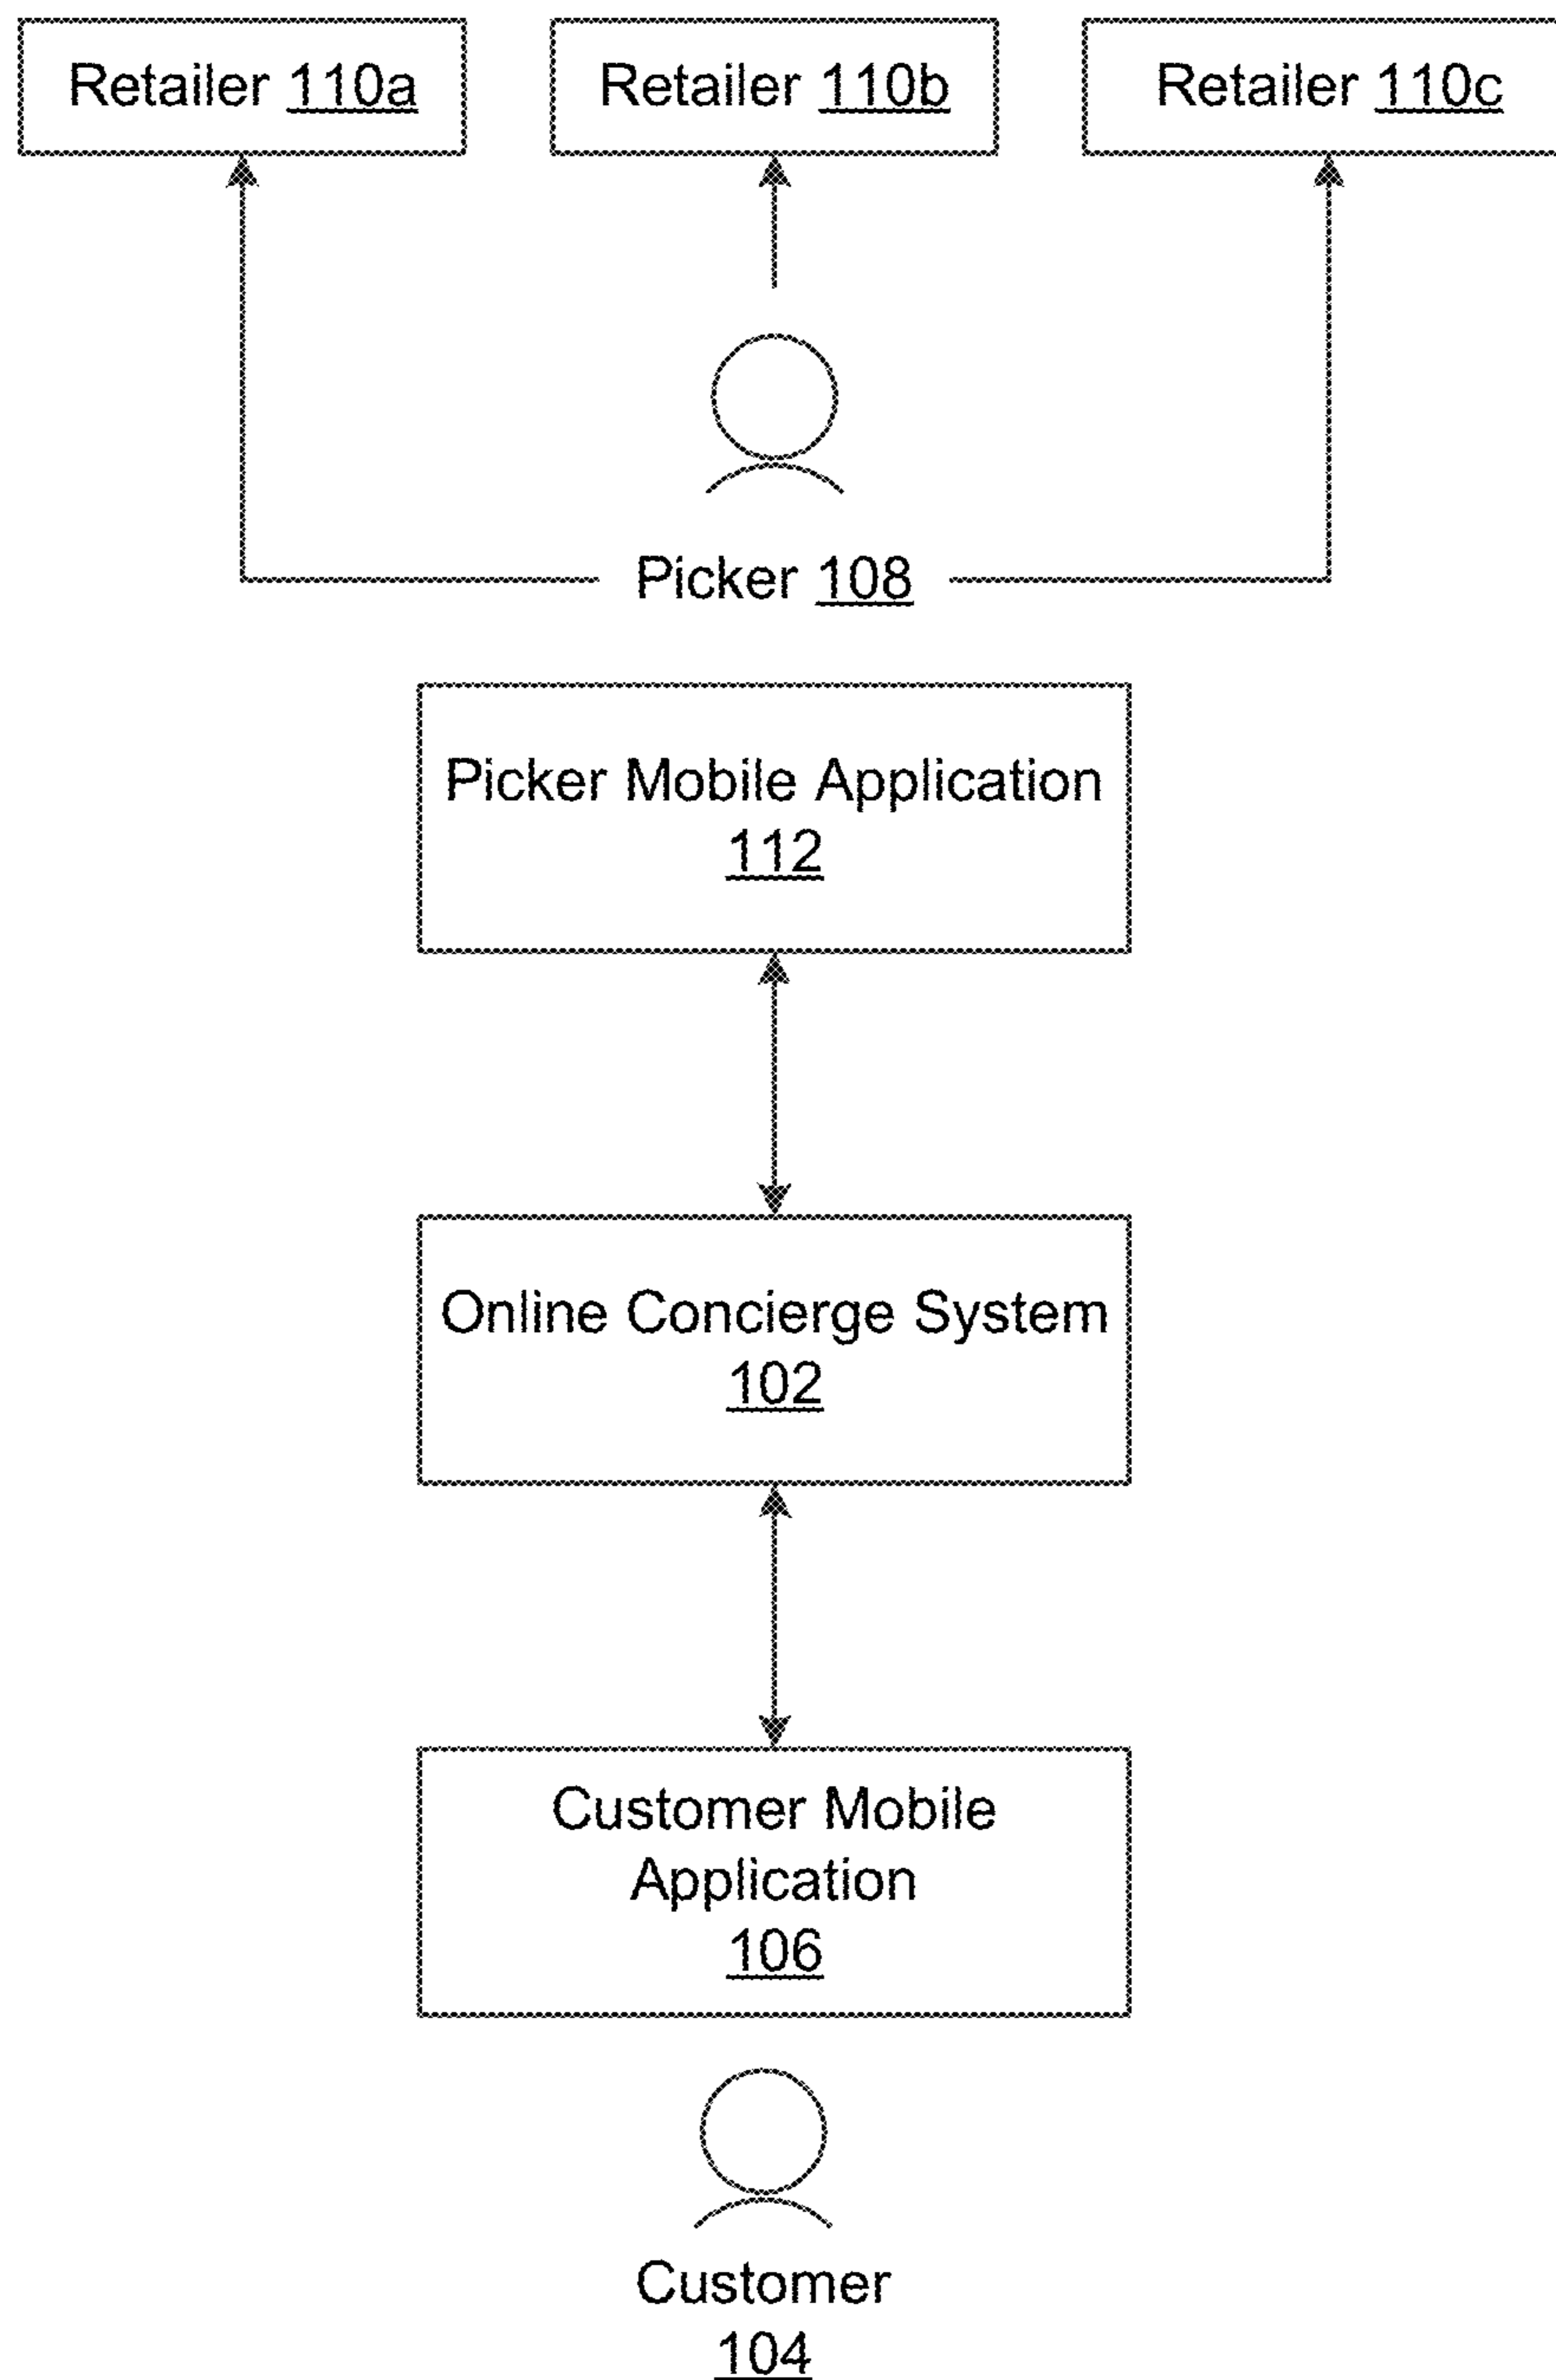 Retailer 110a
Retailer 110b
Retailer 110c
Picker 108
Picker Mobile Application
112
Online Concierge System
102
Customer Mobile
Application
106
Customer
104